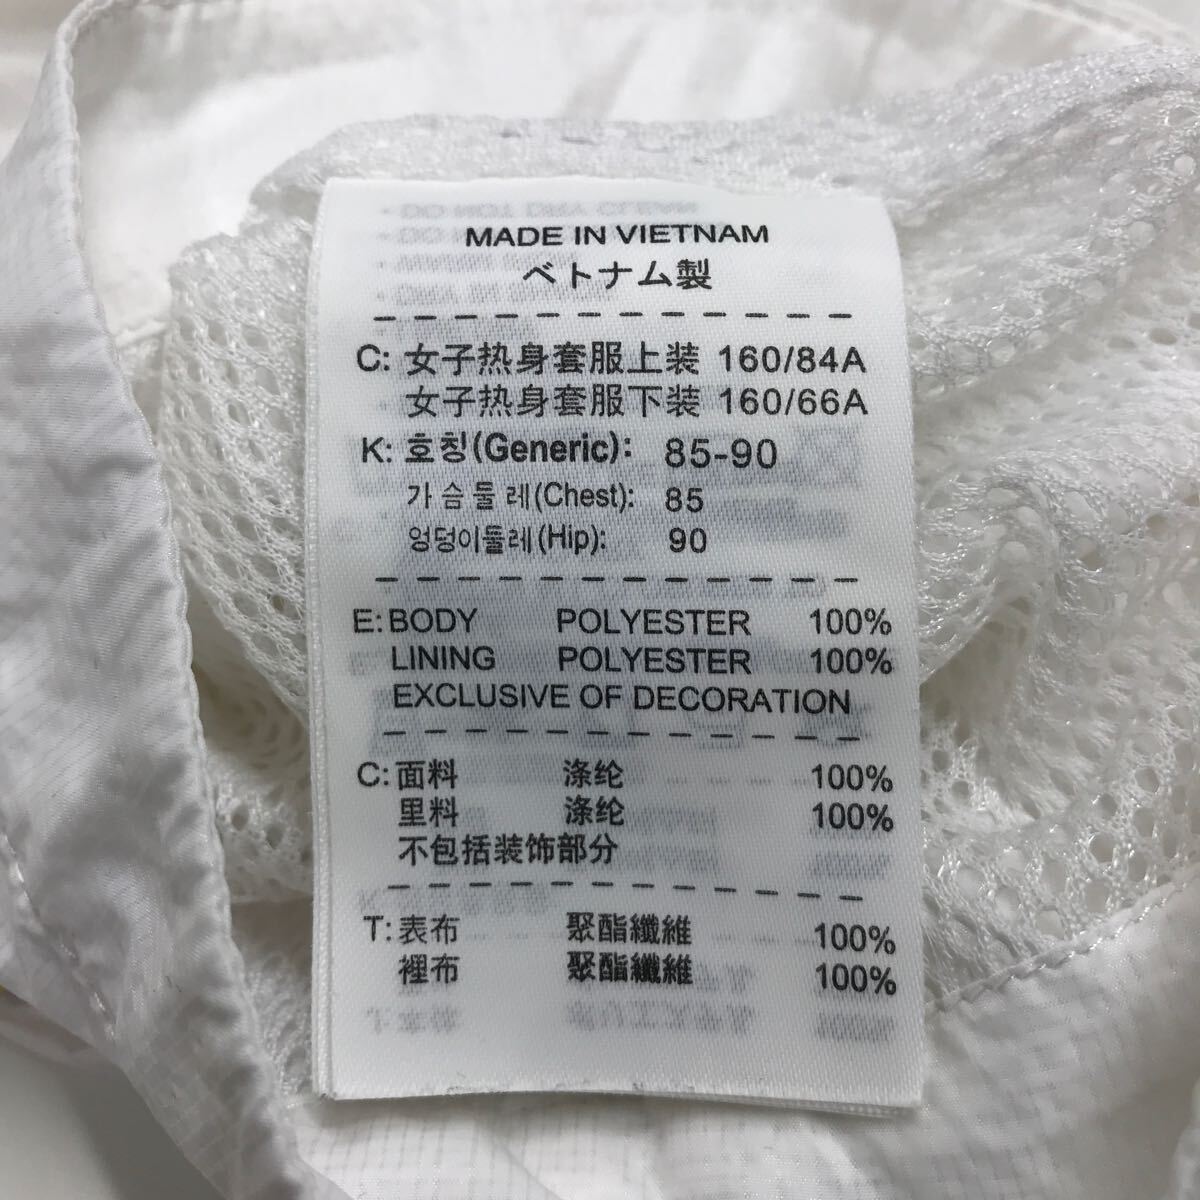 MADE IN VIETNAM
ベトナム製
C: 女子热身套服上装 160/84A
女子热身套服下装 160/66A
K: 호칭(Generic): 85-90
가슴둘레(Chest): 85
엉덩이둘레(Hip): 90
E: BODY POLYESTER 100%
LINING POLYESTER 100%
EXCLUSIVE OF DECORATION
C: 面料 涤纶 100%
里料 涤纶 100%
不包括装饰部分
T: 表布 聚酯纖維 100%
裡布 聚酯纖維 100%